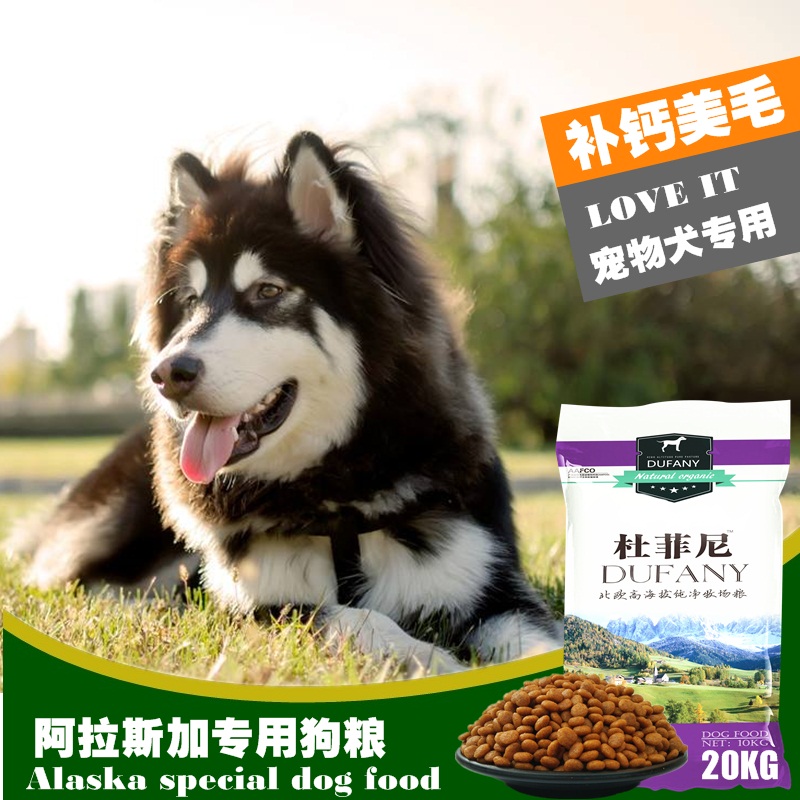 补钙美毛
LOVE IT
宠物犬专用
DUFANY
Natural organic
AAFCO
杜菲尼
DUFANY
北欧高海拔纯净牧场粮
DOG FOOD
NET: 10KG
20KG
阿拉斯加专用狗粮
Alaska special dog food